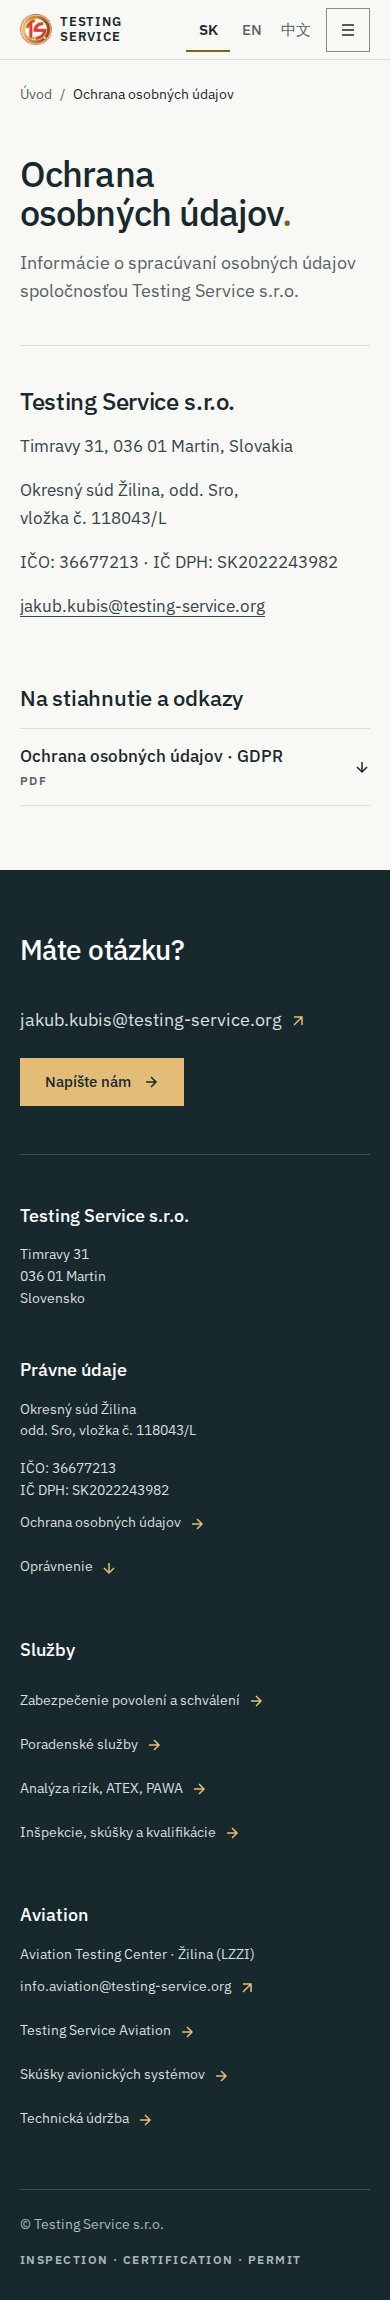 TS
TESTING
SERVICE
SK
EN
中文
Úvod / Ochrana osobných údajov
Ochrana
osobných údajov.
Informácie o spracúvaní osobných údajov
spoločnosťou Testing Service s.r.o.
Testing Service s.r.o.
Timravy 31, 036 01 Martin, Slovakia
Okresný súd Žilina, odd. Sro,
vložka č. 118043/L
IČO: 36677213 · IČ DPH: SK2022243982
jakub.kubis@testing-service.org
Na stiahnutie a odkazy
Ochrana osobných údajov · GDPR
PDF
Máte otázku?
jakub.kubis@testing-service.org
Napíšte nám
Testing Service s.r.o.
Timravy 31
036 01 Martin
Slovensko
Právne údaje
Okresný súd Žilina
odd. Sro, vložka č. 118043/L
IČO: 36677213
IČ DPH: SK2022243982
Ochrana osobných údajov
Oprávnenie
Služby
Zabezpečenie povolení a schválení
Poradenské služby
Analýza rizík, ATEX, PAWA
Inšpekcie, skúšky a kvalifikácie
Aviation
Aviation Testing Center · Žilina (LZZI)
info.aviation@testing-service.org
Testing Service Aviation
Skúšky avionických systémov
Technická údržba
© Testing Service s.r.o.
INSPECTION · CERTIFICATION · PERMIT